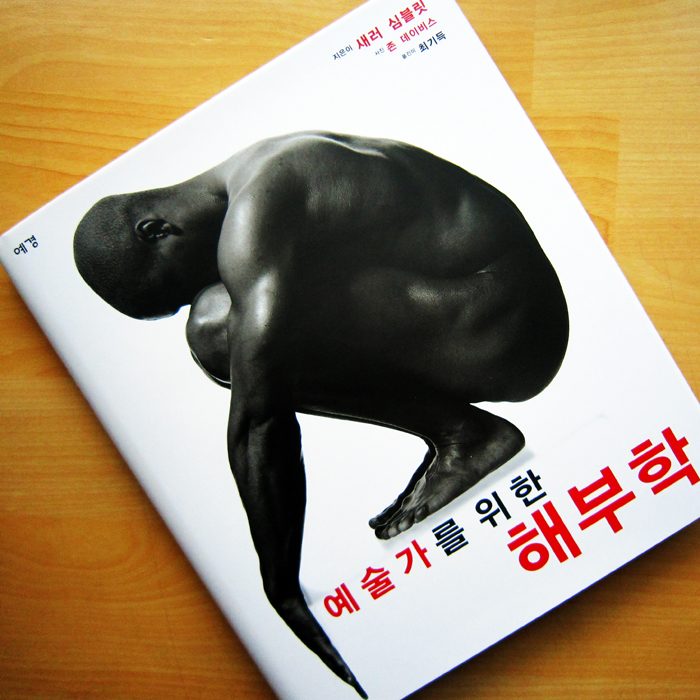 지은이 새러 심블릿
사진 존 데이비스
옮긴이 최기득
예경
예술가를 위한
해부학